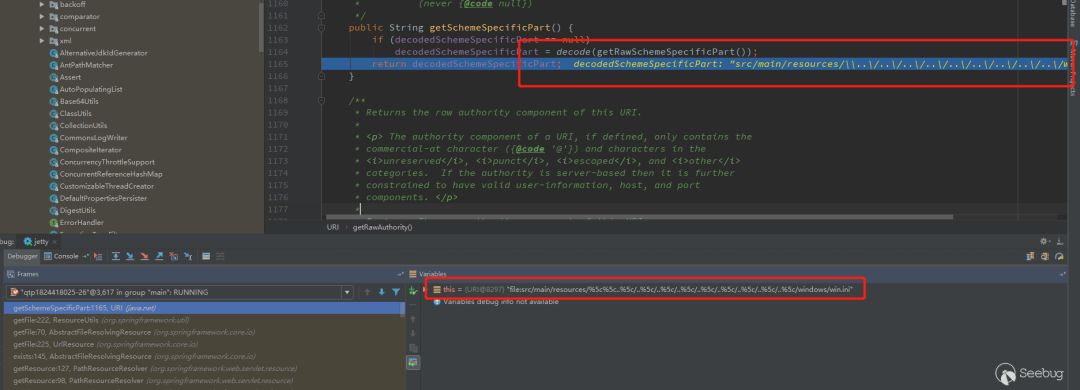 backoff
comparator
concurrent
xml
AlternativeJdkIdGenerator
AntPathMatcher
Assert
AutoPopulatingList
Base64Utils
ClassUtils
CollectionUtils
CommonsLogWriter
CompositeIterator
ConcurrencyThrottleSupport
ConcurrentReferenceHashMap
CustomizableThreadCreator
DefaultPropertiesPersister
DigestUtils
ErrorHandler
1160 * (never {@code null})
1161 */
1162 public String getSchemeSpecificPart() {
1163 if (decodedSchemeSpecificPart == null)
1164 decodedSchemeSpecificPart = decode(getRawSchemeSpecificPart());
1165 return decodedSchemeSpecificPart; decodedSchemeSpecificPart: "src/main/resources/\\..\/..\/..\/..\/..\/..\/..\/..\/..\/w
1166 }
1167
1168 /**
1169 * Returns the raw authority component of this URI.
1170 *
1171 * <p> The authority component of a URI, if defined, only contains the
1172 * commercial-at character ({@code '@'}) and characters in the
1173 * <i>unreserved</i>, <i>punct</i>, <i>escaped</i>, and <i>other</i>
1174 * categories. If the authority is server-based then it is further
1175 * constrained to have valid user-information, host, and port
1176 * components. </p>
1177 *
URI › getRawAuthority()
Database
bug: jetty ×
Debugger Console
Frames
Variables
"qtp1824418025-26"@3,617 in group "main": RUNNING
getSchemeSpecificPart:1165, URI (java.net)
getFile:222, ResourceUtils (org.springframework.util)
getFile:70, AbstractFileResolvingResource (org.springframework.core.io)
getFile:225, UrlResource (org.springframework.core.io)
exists:145, AbstractFileResolvingResource (org.springframework.core.io)
getResource:127, PathResourceResolver (org.springframework.web.servlet.resource)
getResource:98, PathResourceResolver (org.springframework.web.servlet.resource)
this = {URI@8297} "file:src/main/resources/%5c%5c..%5c/..%5c/..%5c/..%5c/..%5c/..%5c/..%5c/..%5c/..%5c/windows/win.ini"
Variables debug info not available
Seebug